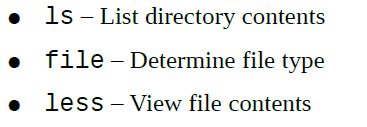 ● ls – List directory contents
● file – Determine file type
● less – View file contents